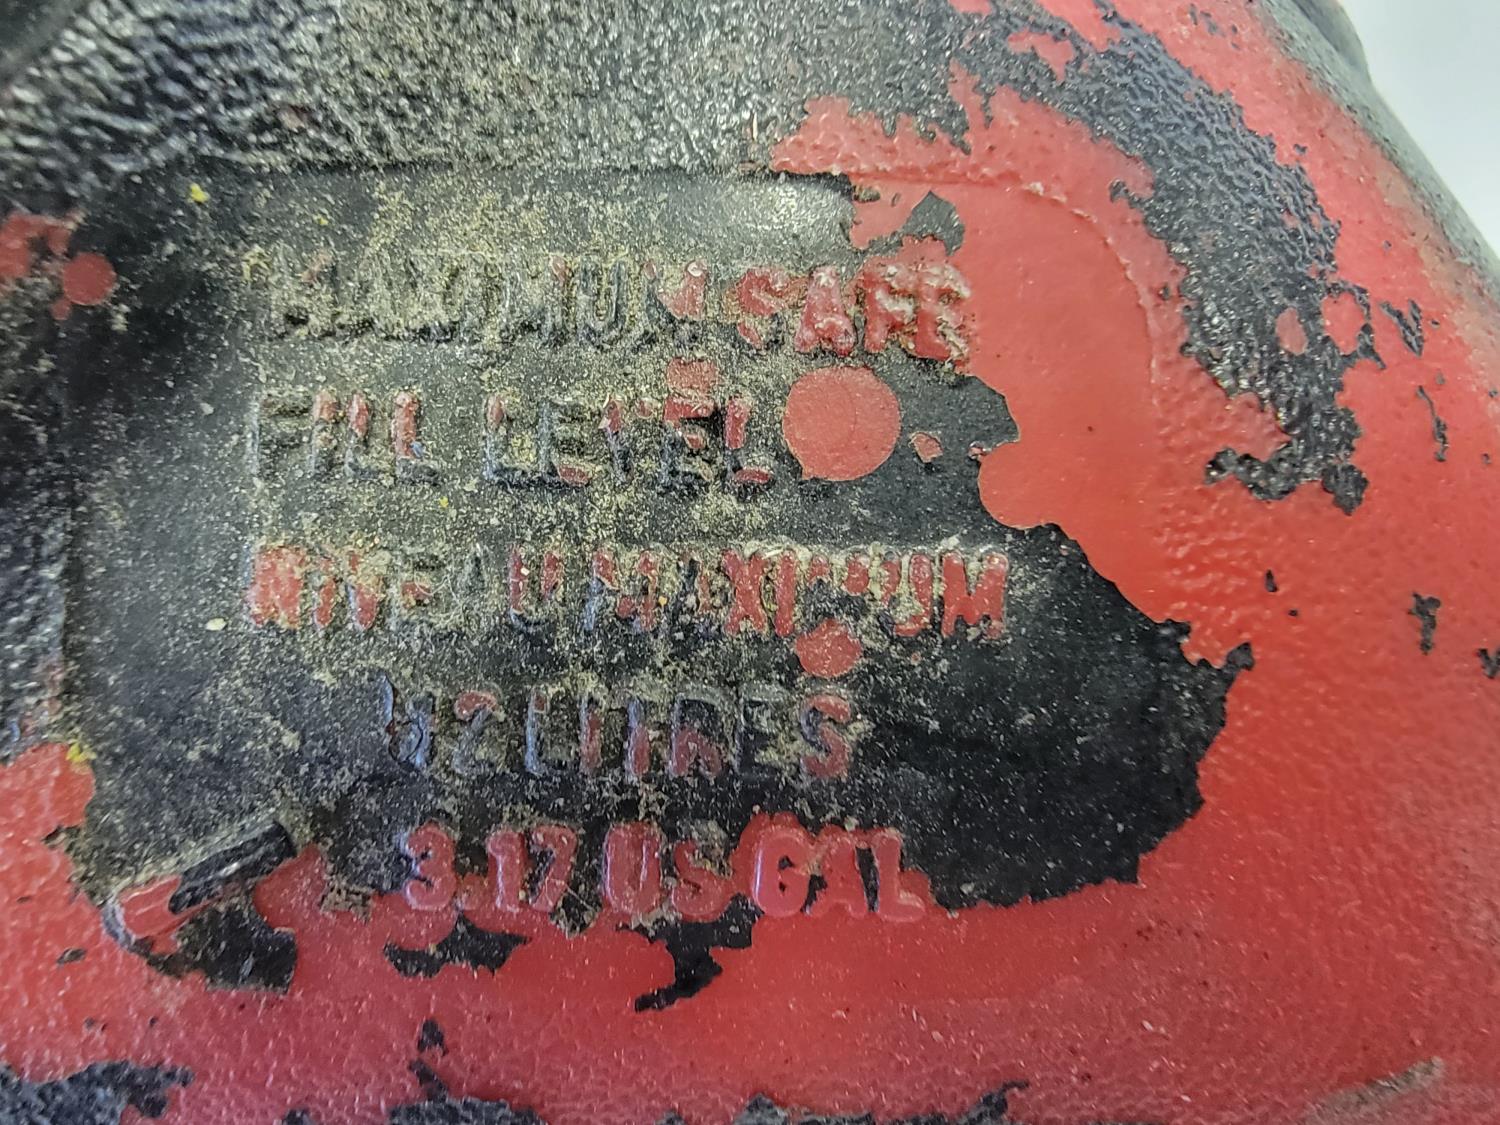 MAXIMUM SAFE
FILL LEVEL
NIVEAU MAXIMUM
12 LITRES
3.17 US GAL